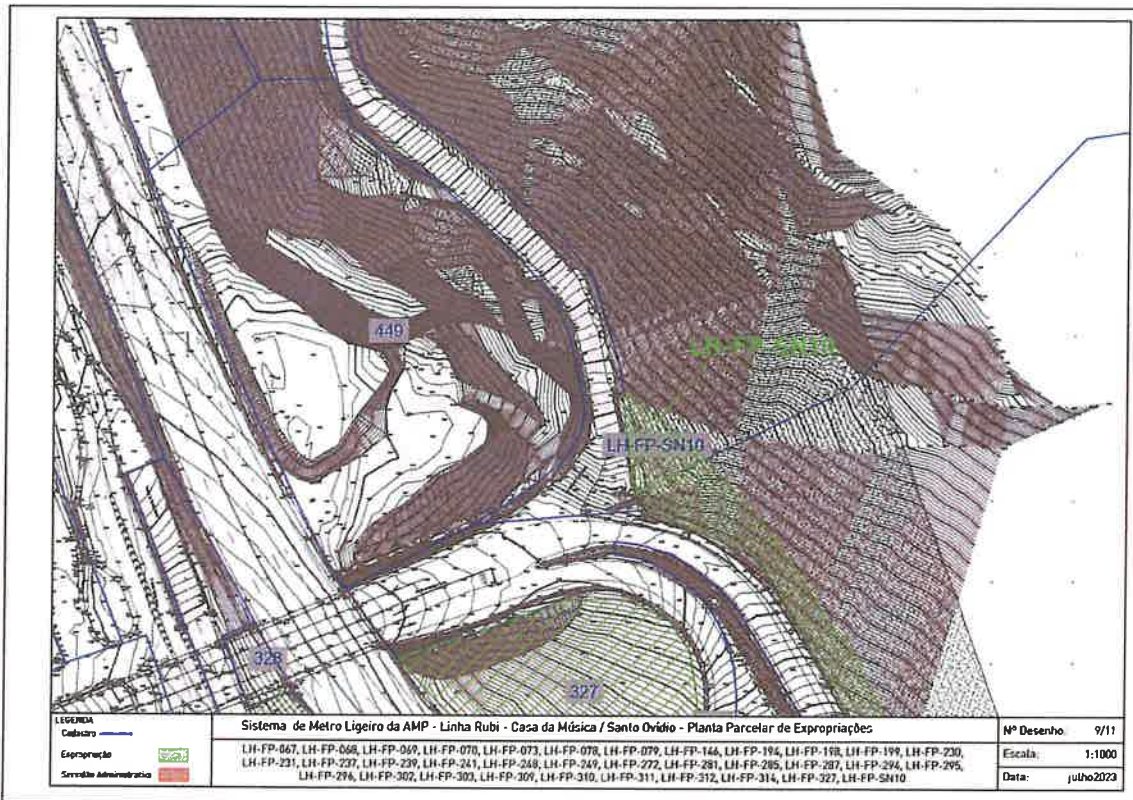 449
LH-FP-SN10
LH-FP-SN10
328
327
LEGENDA
Cadastro
Expropriação
Servidão Administrativa
Sistema de Metro Ligeiro da AMP - Linha Rubi - Casa da Música / Santo Ovídio - Planta Parcelar de Expropriações
LH-FP-067, LH-FP-068, LH-FP-069, LH-FP-070, LH-FP-073, LH-FP-078, LH-FP-079, LH-FP-146, LH-FP-194, LH-FP-198, LH-FP-199, LH-FP-230,
LH-FP-231, LH-FP-237, LH-FP-239, LH-FP-241, LH-FP-248, LH-FP-249, LH-FP-272, LH-FP-281, LH-FP-285, LH-FP-287, LH-FP-294, LH-FP-295,
LH-FP-296, LH-FP-302, LH-FP-303, LH-FP-309, LH-FP-310, LH-FP-311, LH-FP-312, LH-FP-314, LH-FP-327, LH-FP-SN10
Nº Desenho: 9/11
Escala: 1:1000
Data: julho2023